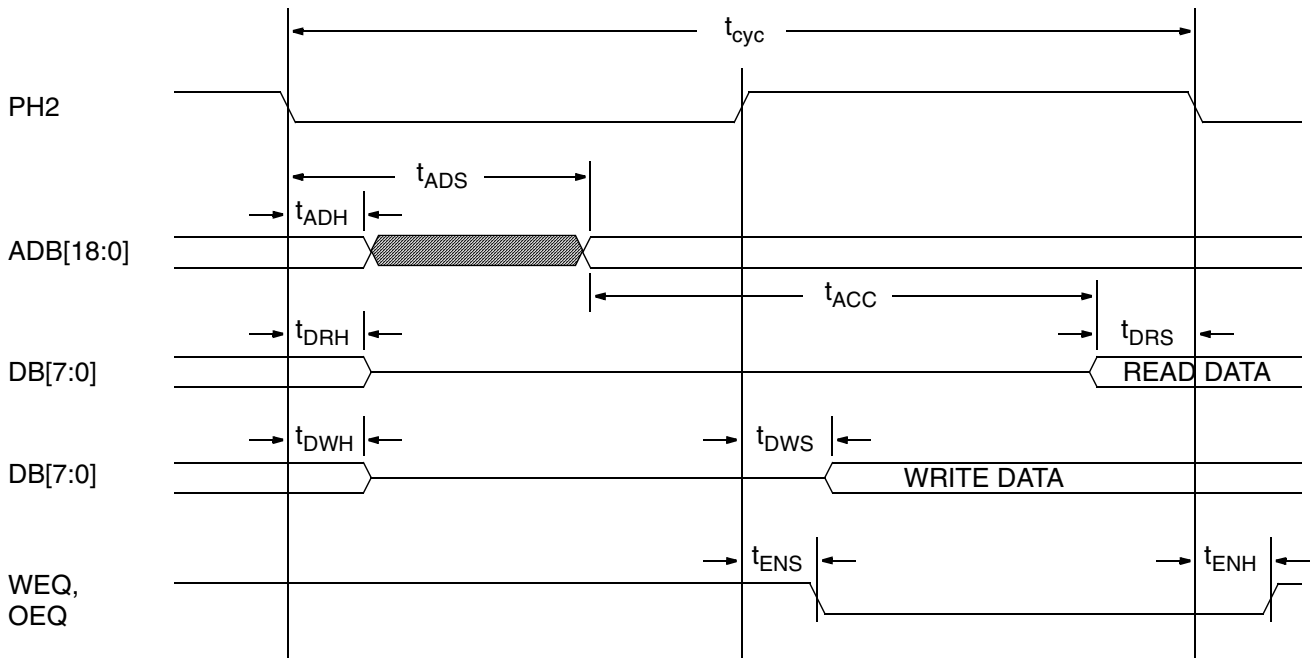 tcyc
PH2
tADS
tADH
ADB[18:0]
tACC
tDRH
tDRS
DB[7:0]
READ DATA
tDWH
tDWS
DB[7:0]
WRITE DATA
tENS
tENH
WEQ,
OEQ